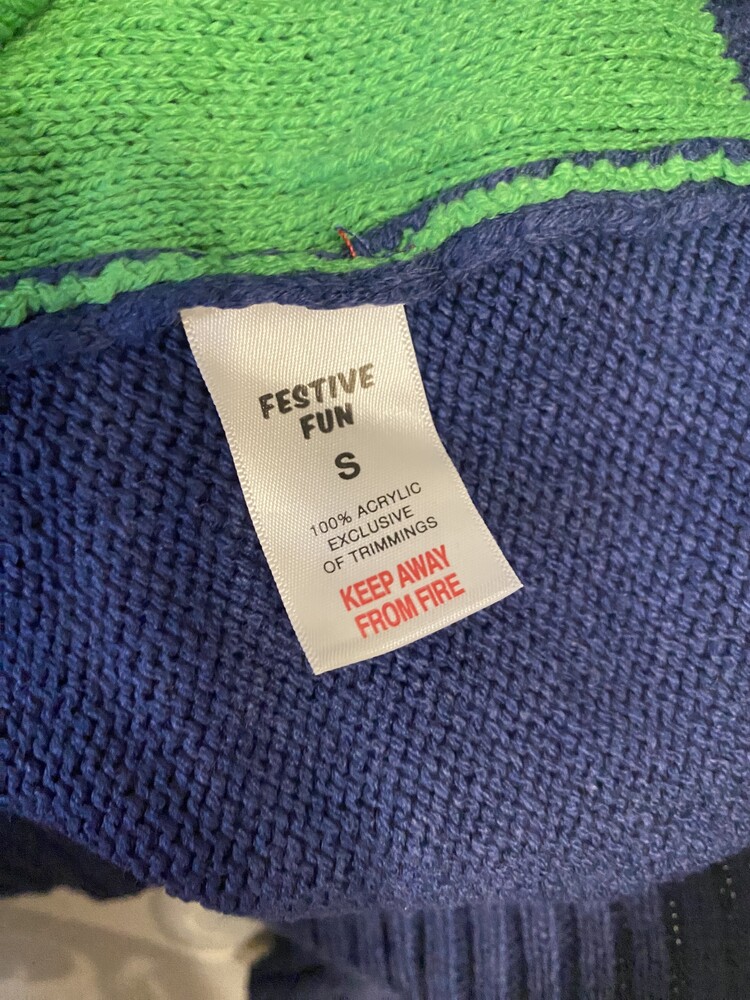 FESTIVE
FUN
S
100% ACRYLIC
EXCLUSIVE
OF TRIMMINGS
KEEP AWAY
FROM FIRE